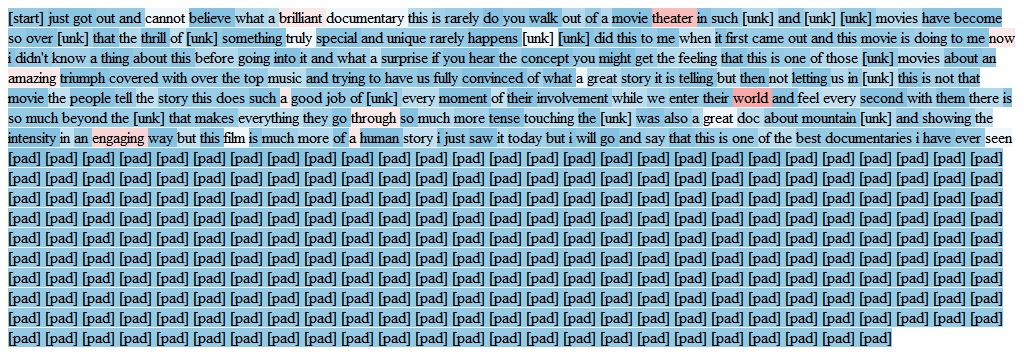 [start] just got out and cannot believe what a brilliant documentary this is rarely do you walk out of a movie theater in such [unk] and [unk] [unk] movies have become
so over [unk] that the thrill of [unk] something truly special and unique rarely happens [unk] [unk] did this to me when it first came out and this movie is doing to me now
i didn't know a thing about this before going into it and what a surprise if you hear the concept you might get the feeling that this is one of those [unk] movies about an
amazing triumph covered with over the top music and trying to have us fully convinced of what a great story it is telling but then not letting us in [unk] this is not that
movie the people tell the story this does such a good job of [unk] every moment of their involvement while we enter their world and feel every second with them there is
so much beyond the [unk] that makes everything they go through so much more tense touching the [unk] was also a great doc about mountain [unk] and showing the
intensity in an engaging way but this film is much more of a human story i just saw it today but i will go and say that this is one of the best documentaries i have ever seen
[pad] [pad] [pad] [pad] [pad] [pad] [pad] [pad] [pad] [pad] [pad] [pad] [pad] [pad] [pad] [pad] [pad] [pad] [pad] [pad] [pad] [pad] [pad] [pad] [pad] [pad] [pad]
[pad] [pad] [pad] [pad] [pad] [pad] [pad] [pad] [pad] [pad] [pad] [pad] [pad] [pad] [pad] [pad] [pad] [pad] [pad] [pad] [pad] [pad] [pad] [pad] [pad] [pad] [pad]
[pad] [pad] [pad] [pad] [pad] [pad] [pad] [pad] [pad] [pad] [pad] [pad] [pad] [pad] [pad] [pad] [pad] [pad] [pad] [pad] [pad] [pad] [pad] [pad] [pad] [pad] [pad]
[pad] [pad] [pad] [pad] [pad] [pad] [pad] [pad] [pad] [pad] [pad] [pad] [pad] [pad] [pad] [pad] [pad] [pad] [pad] [pad] [pad] [pad] [pad] [pad] [pad] [pad] [pad]
[pad] [pad] [pad] [pad] [pad] [pad] [pad] [pad] [pad] [pad] [pad] [pad] [pad] [pad] [pad] [pad] [pad] [pad] [pad] [pad] [pad] [pad] [pad] [pad] [pad] [pad] [pad]
[pad] [pad] [pad] [pad] [pad] [pad] [pad] [pad] [pad] [pad] [pad] [pad] [pad] [pad] [pad] [pad] [pad] [pad] [pad] [pad] [pad] [pad] [pad] [pad] [pad] [pad] [pad]
[pad] [pad] [pad] [pad] [pad] [pad] [pad] [pad] [pad] [pad] [pad] [pad] [pad] [pad] [pad] [pad] [pad] [pad] [pad] [pad] [pad] [pad] [pad] [pad] [pad] [pad] [pad]
[pad] [pad] [pad] [pad] [pad] [pad] [pad] [pad] [pad] [pad] [pad] [pad] [pad] [pad] [pad] [pad] [pad] [pad] [pad] [pad] [pad] [pad] [pad] [pad] [pad] [pad] [pad]
[pad] [pad] [pad] [pad] [pad] [pad] [pad] [pad] [pad] [pad] [pad] [pad] [pad] [pad] [pad] [pad] [pad] [pad] [pad] [pad] [pad] [pad] [pad] [pad] [pad] [pad] [pad]
[pad] [pad] [pad] [pad] [pad] [pad] [pad] [pad] [pad] [pad] [pad] [pad] [pad] [pad] [pad] [pad] [pad] [pad] [pad] [pad] [pad] [pad] [pad] [pad]